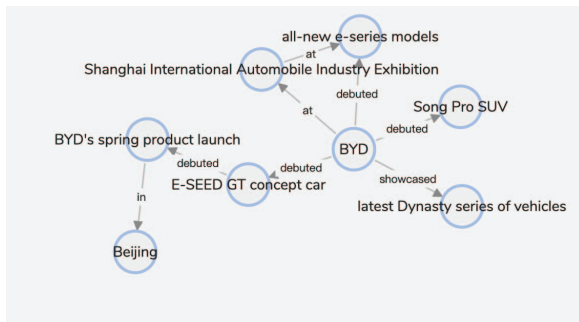 all-new e-series models
at
Shanghai International Automobile Industry Exhibition
debuted
at
Song Pro SUV
debuted
BYD's spring product launch
BYD
debuted
debuted
E-SEED GT concept car
showcased
in
latest Dynasty series of vehicles
Beijing